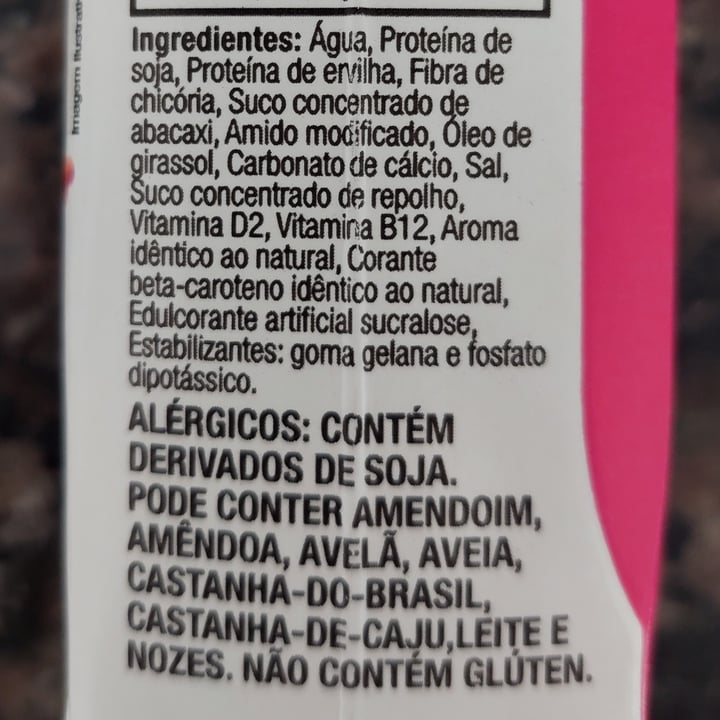 Imagem Ilustrati
Ingredientes: Água, Proteína de
soja, Proteína de ervilha, Fibra de
chicória, Suco concentrado de
abacaxi, Amido modificado, Óleo de
girassol, Carbonato de cálcio, Sal,
Suco concentrado de repolho,
Vitamina D2, Vitamina B12, Aroma
idêntico ao natural, Corante
beta-caroteno idêntico ao natural,
Edulcorante artificial sucralose,
Estabilizantes: goma gelana e fosfato
dipotássico.
ALÉRGICOS: CONTÉM
DERIVADOS DE SOJA.
PODE CONTER AMENDOIM,
AMÊNDOA, AVELÃ, AVEIA,
CASTANHA-DO-BRASIL,
CASTANHA-DE-CAJU,LEITE E
NOZES. NÃO CONTÉM GLÚTEN.